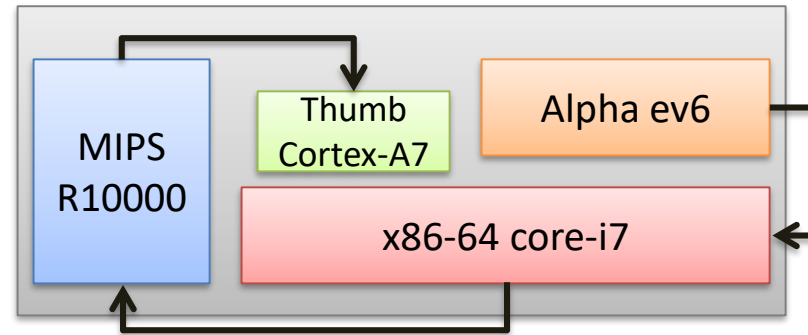 MIPS
R10000
Thumb
Cortex-A7
Alpha ev6
x86-64 core-i7